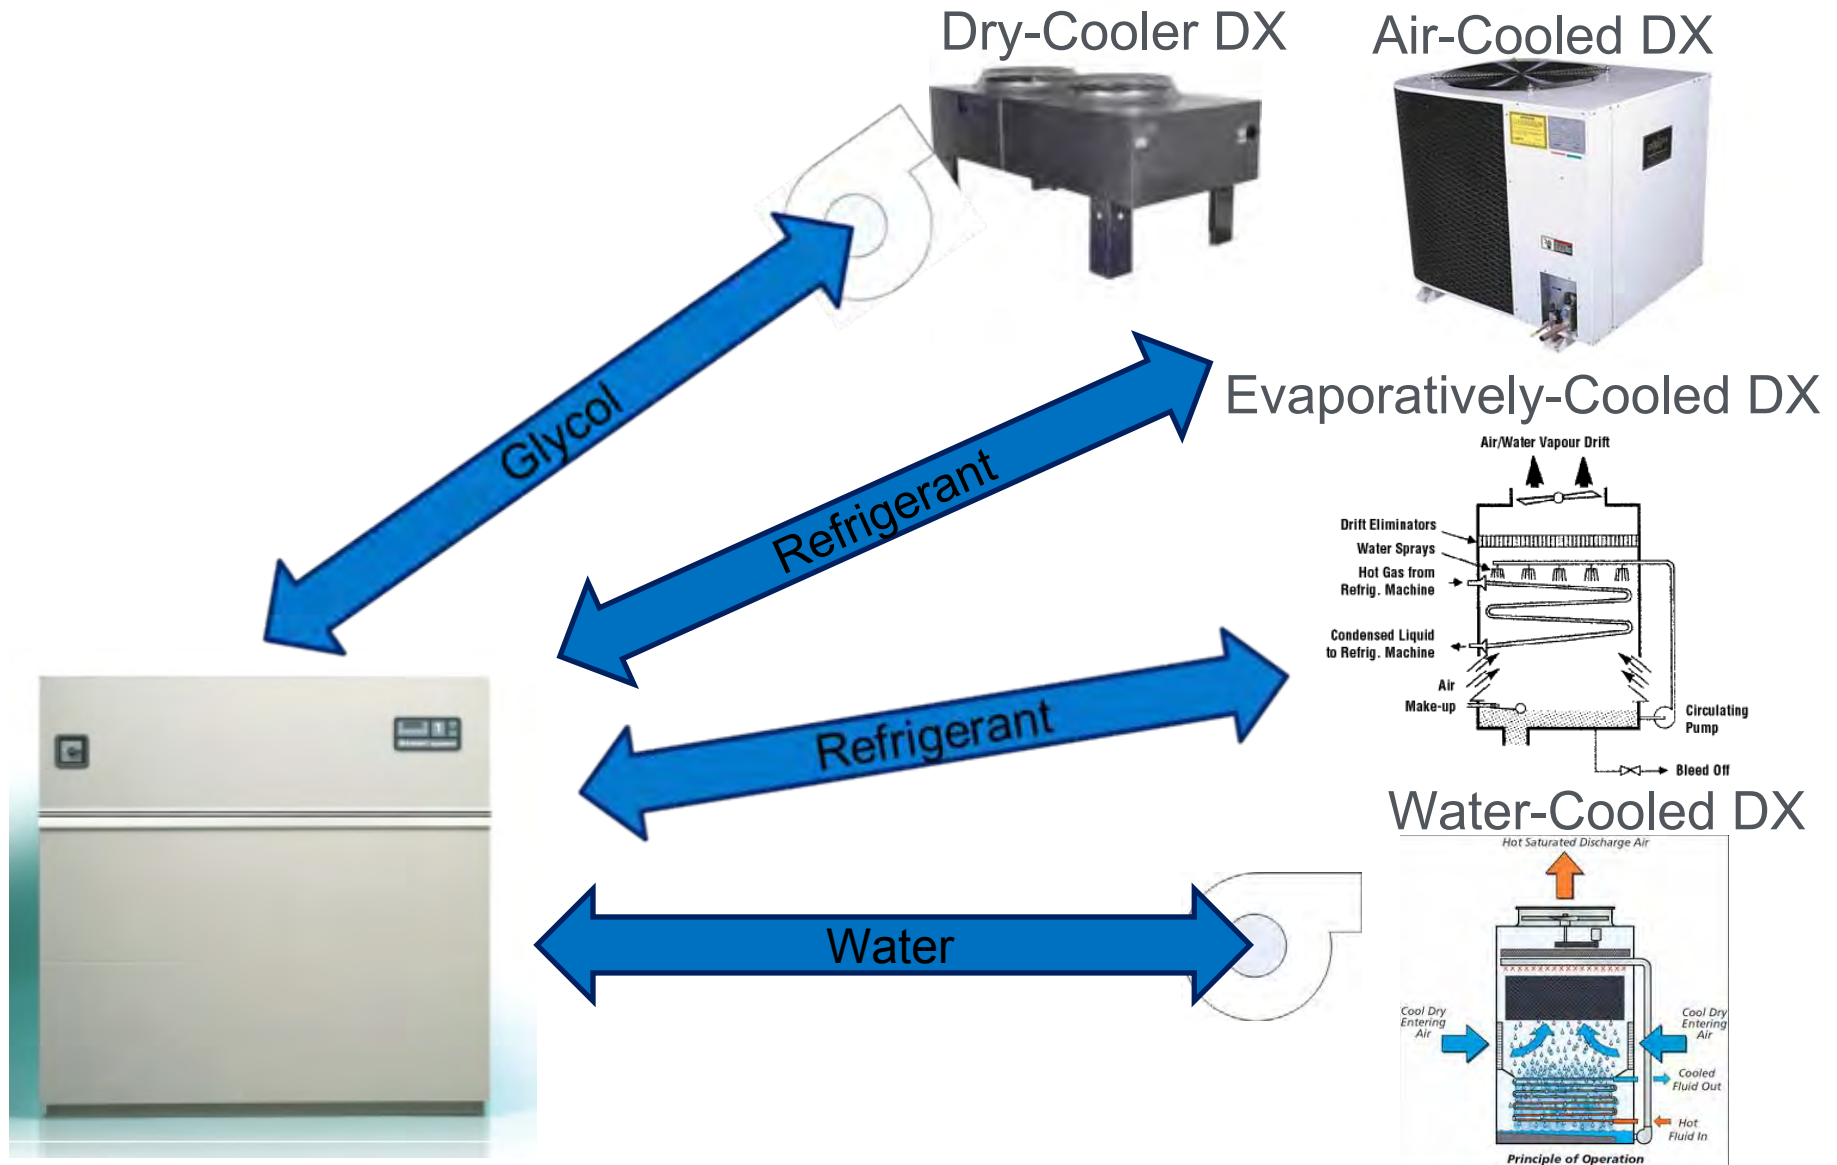 Dry-Cooler DX
Air-Cooled DX
Glycol
Refrigerant
Evaporatively-Cooled DX
Air/Water Vapour Drift
Drift Eliminators
Water Sprays
Hot Gas from
Refrig. Machine
Condensed Liquid
to Refrig. Machine
Air
Make-up
Circulating
Pump
Bleed Off
Refrigerant
Water-Cooled DX
Hot Saturated Discharge Air
Water
Cool Dry
Entering
Air
Cool Dry
Entering
Air
Cooled
Fluid Out
Hot
Fluid In
Principle of Operation